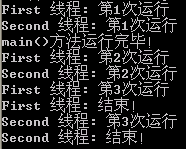 First 线程：第1次运行
Second 线程：第1次运行
main()方法运行完毕!
First 线程：第2次运行
Second 线程：第2次运行
First 线程：第3次运行
First 线程：结束!
Second 线程：第3次运行
Second 线程：结束!